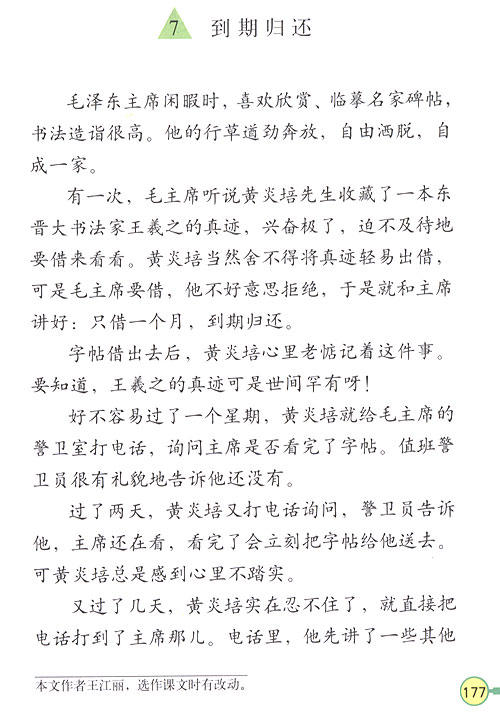 7 到期归还
毛泽东主席闲暇时，喜欢欣赏、临摹名家碑帖，
书法造诣很高。他的行草遒劲奔放，自由洒脱，自
成一家。
有一次，毛主席听说黄炎培先生收藏了一本东
晋大书法家王羲之的真迹，兴奋极了，迫不及待地
要借来看看。黄炎培当然舍不得将真迹轻易出借，
可是毛主席要借，他不好意思拒绝，于是就和主席
讲好：只借一个月，到期归还。
字帖借出去后，黄炎培心里老惦记着这件事。
要知道，王羲之的真迹可是世间罕有呀！
好不容易过了一个星期，黄炎培就给毛主席的
警卫室打电话，询问主席是否看完了字帖。值班警
卫员很有礼貌地告诉他还没有。
过了两天，黄炎培又打电话询问，警卫员告诉
他，主席还在看，看完了会立刻把字帖给他送去。
可黄炎培总是感到心里不踏实。
又过了几天，黄炎培实在忍不住了，就直接把
电话打到了主席那儿。电话里，他先讲了一些其他
本文作者王江丽，选作课文时有改动。
177